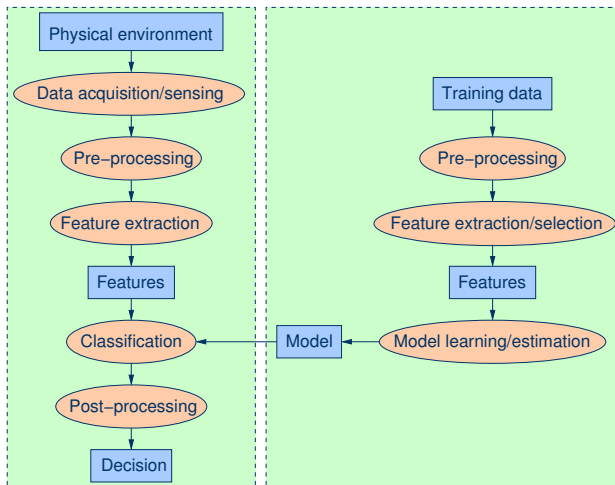 Physical environment
Data acquisition/sensing
Pre−processing
Feature extraction
Features
Classification
Post−processing
Decision
Training data
Pre−processing
Feature extraction/selection
Features
Model learning/estimation
Model